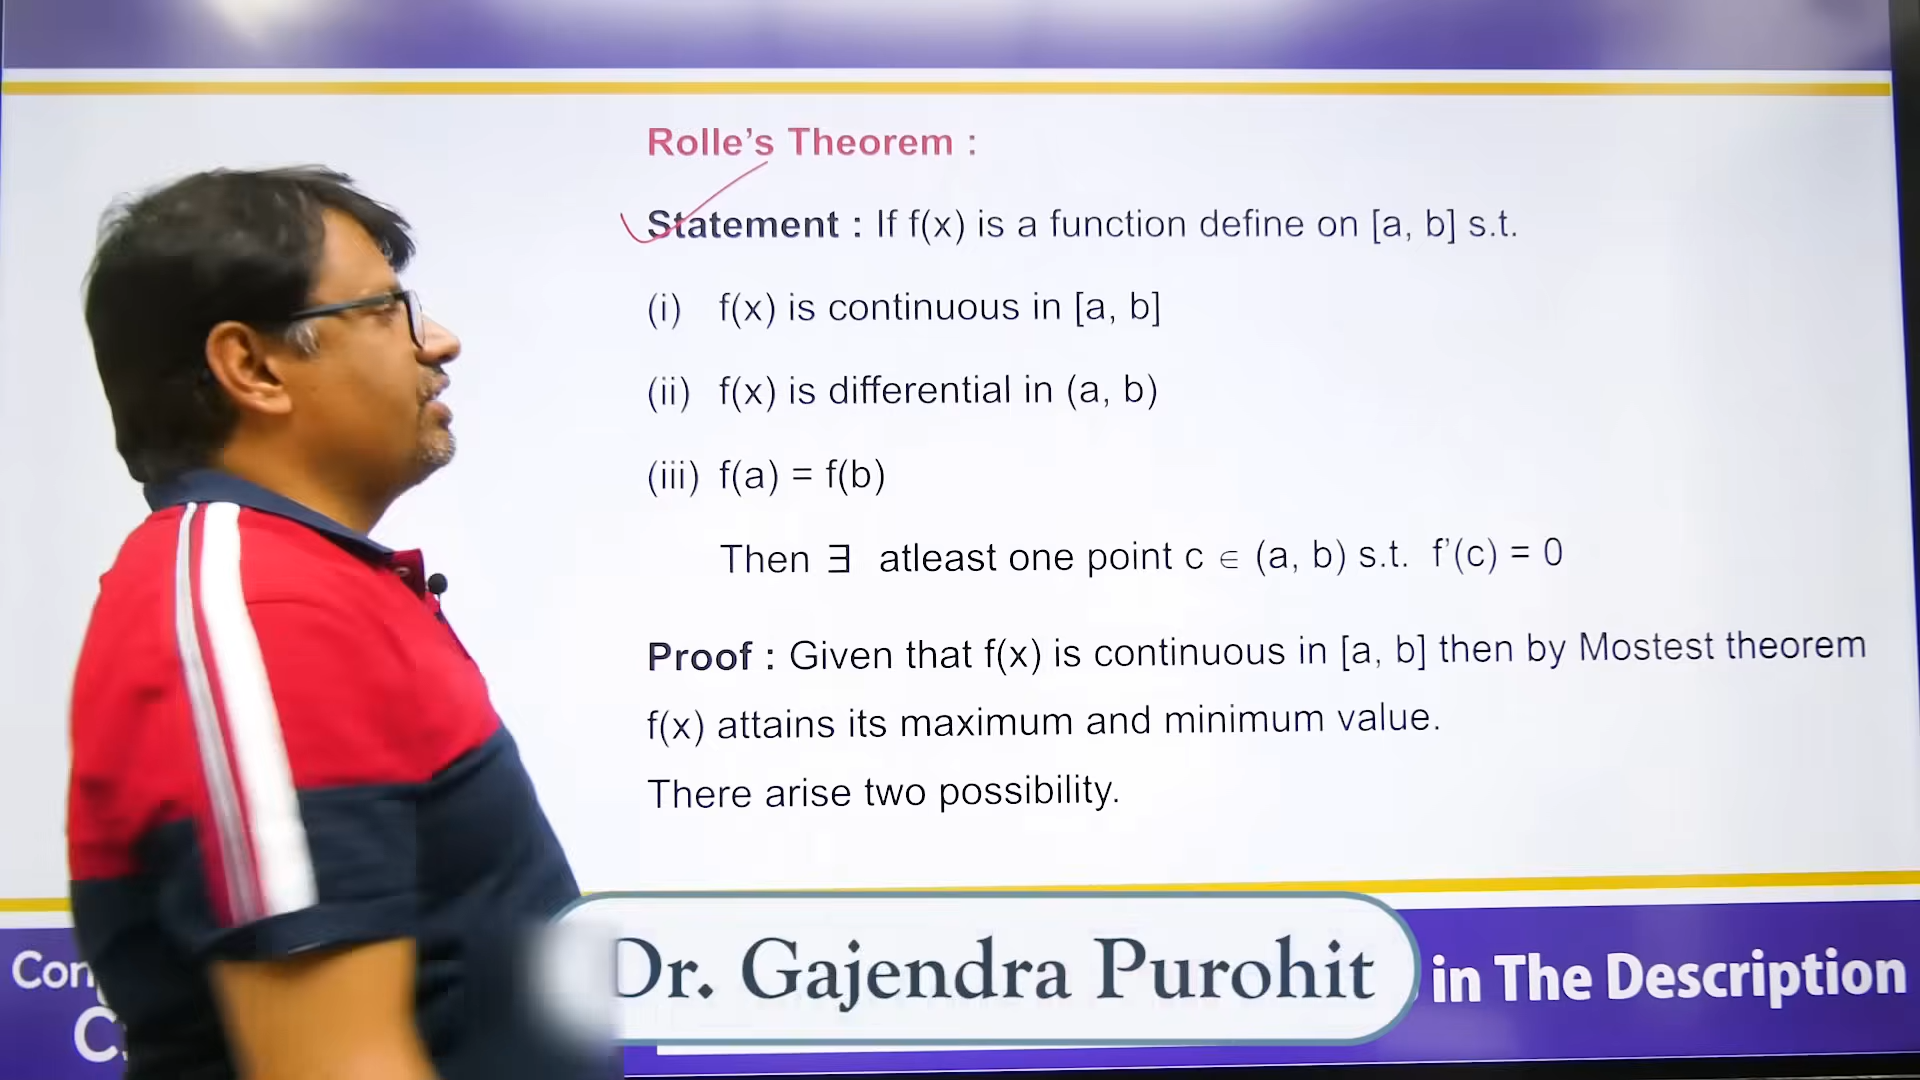 Rolle’s Theorem :
Statement : If f(x) is a function define on [a, b] s.t.
(i) f(x) is continuous in [a, b]
(ii) f(x) is differential in (a, b)
(iii) f(a) = f(b)
Then ∃ atleast one point c ∈ (a, b) s.t. f’(c) = 0
Proof : Given that f(x) is continuous in [a, b] then by Mostest theorem
f(x) attains its maximum and minimum value.
There arise two possibility.
Dr. Gajendra Purohit
in The Description